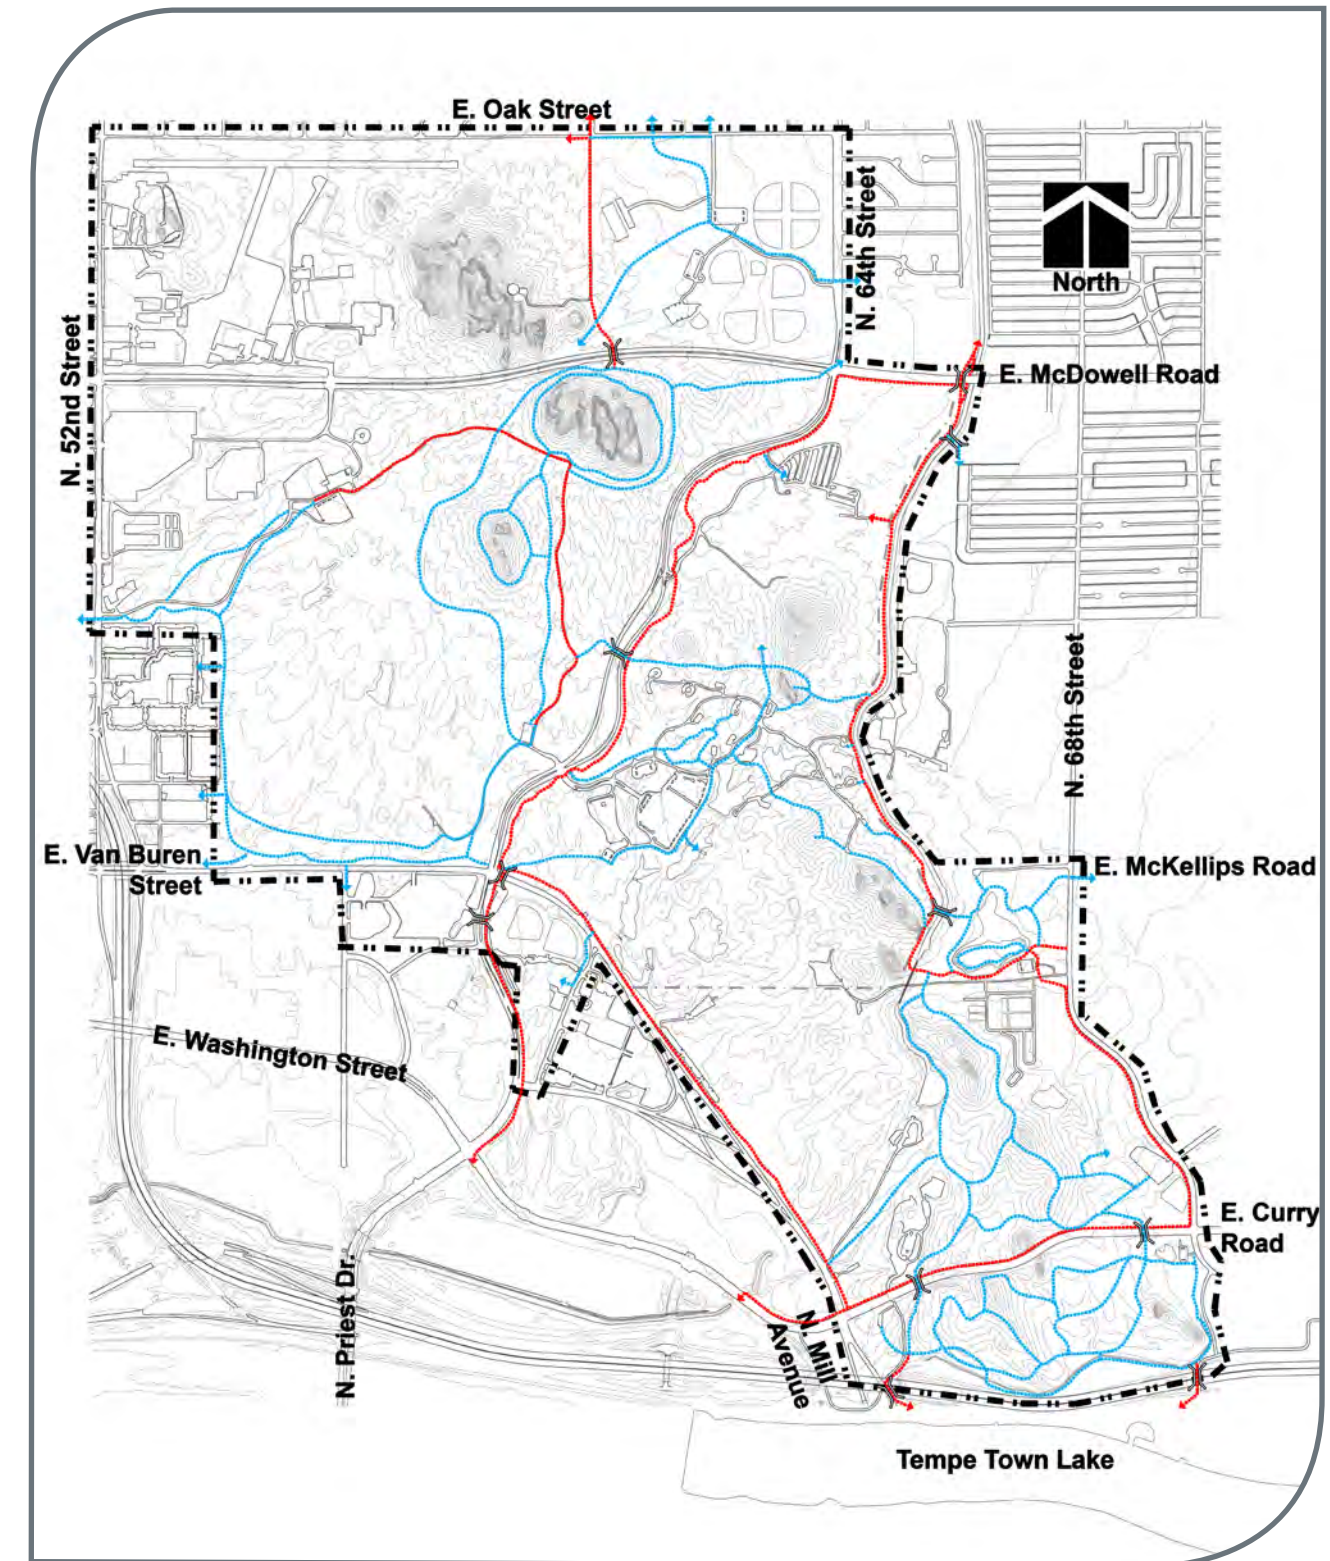 E. Oak Street
N. 64th Street
North
N. 52nd Street
E. McDowell Road
N. 68th Street
E. Van Buren
Street
E. McKellips Road
E. Washington Street
E. Curry
Road
N. Priest Dr.
N. Mill
Avenue
Tempe Town Lake